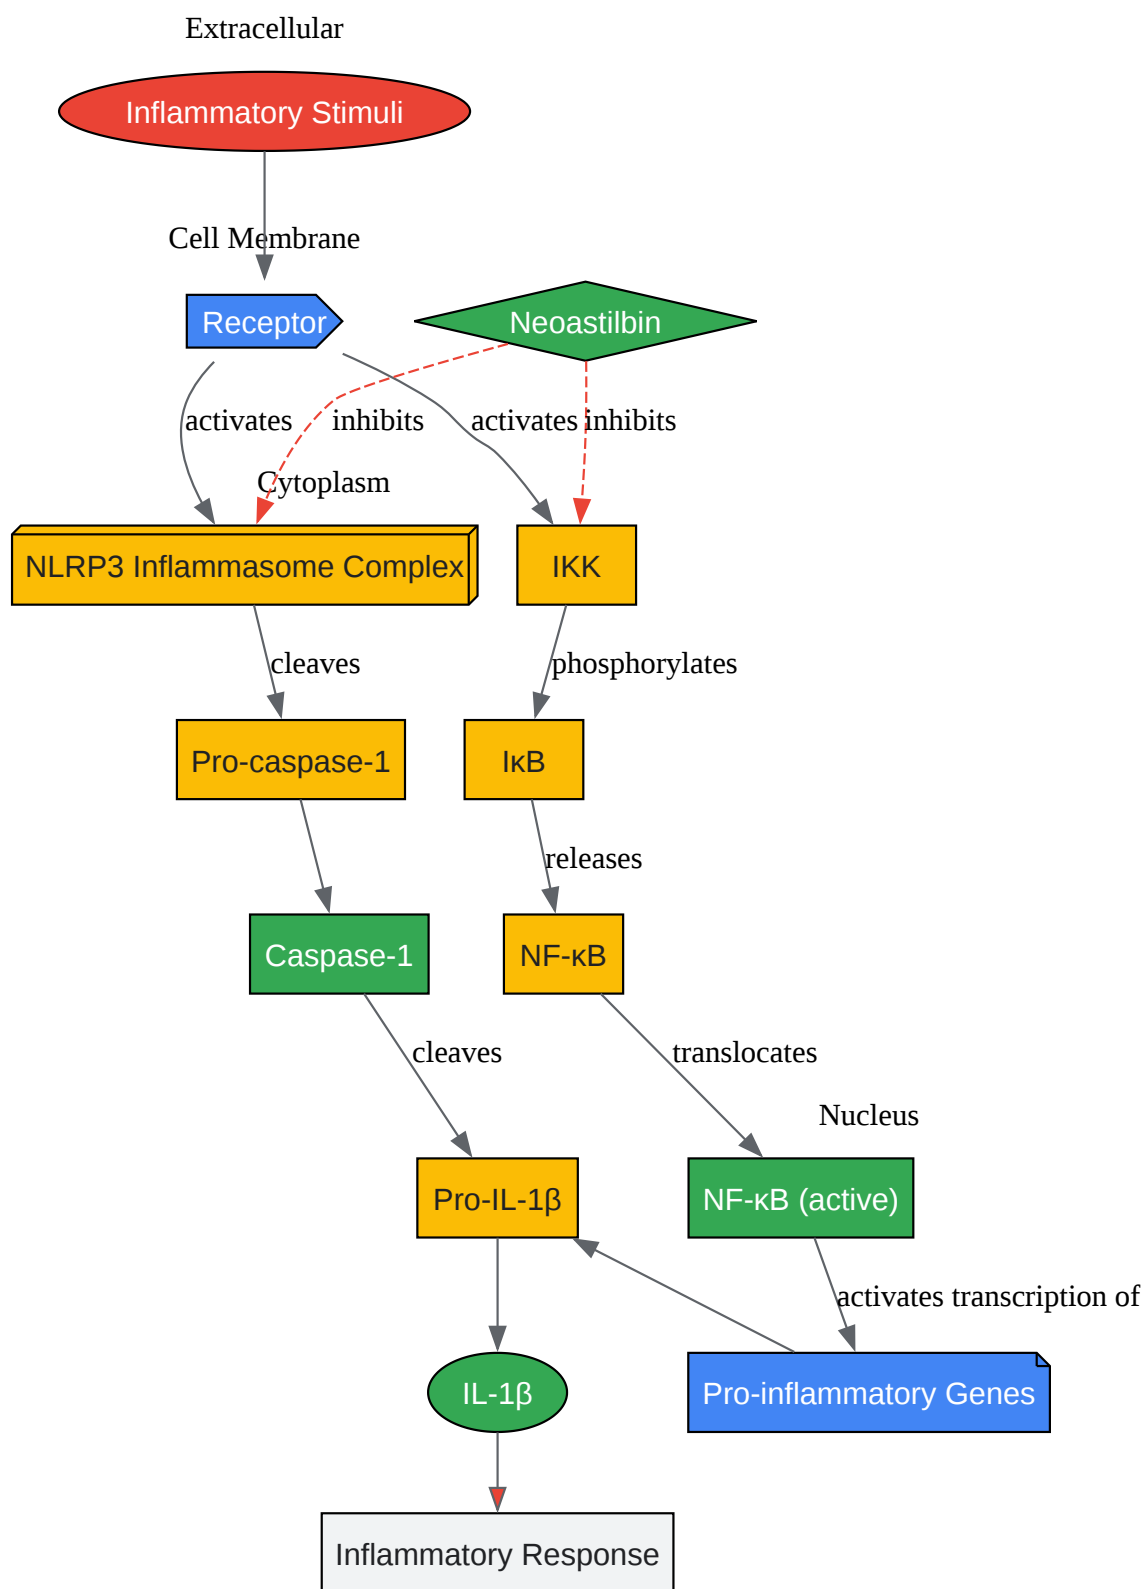 Extracellular
Inflammatory Stimuli
Cell Membrane
Receptor
Neoastilbin
activates
inhibits
activates
inhibits
Cytoplasm
NLRP3 Inflammasome Complex
IKK
cleaves
phosphorylates
Pro-caspase-1
IκB
releases
Caspase-1
NF-κB
cleaves
translocates
Nucleus
Pro-IL-1β
NF-κB (active)
activates transcription of
IL-1β
Pro-inflammatory Genes
Inflammatory Response